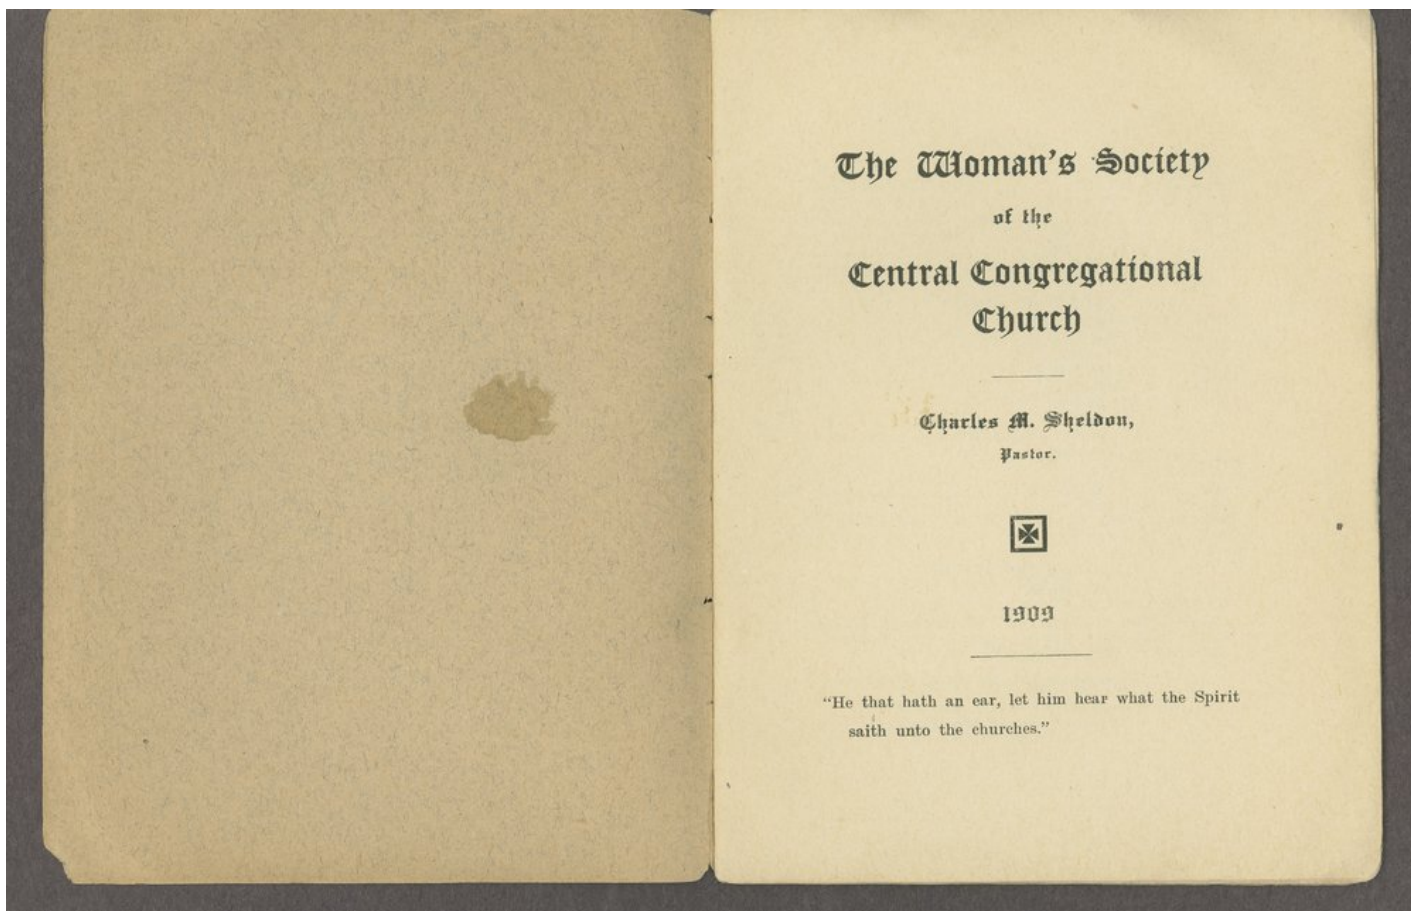 The Woman's Society
of the
Central Congregational
Church
Charles M. Sheldon,
Pastor.
1909
“He that hath an ear, let him hear what the Spirit
saith unto the churches.”